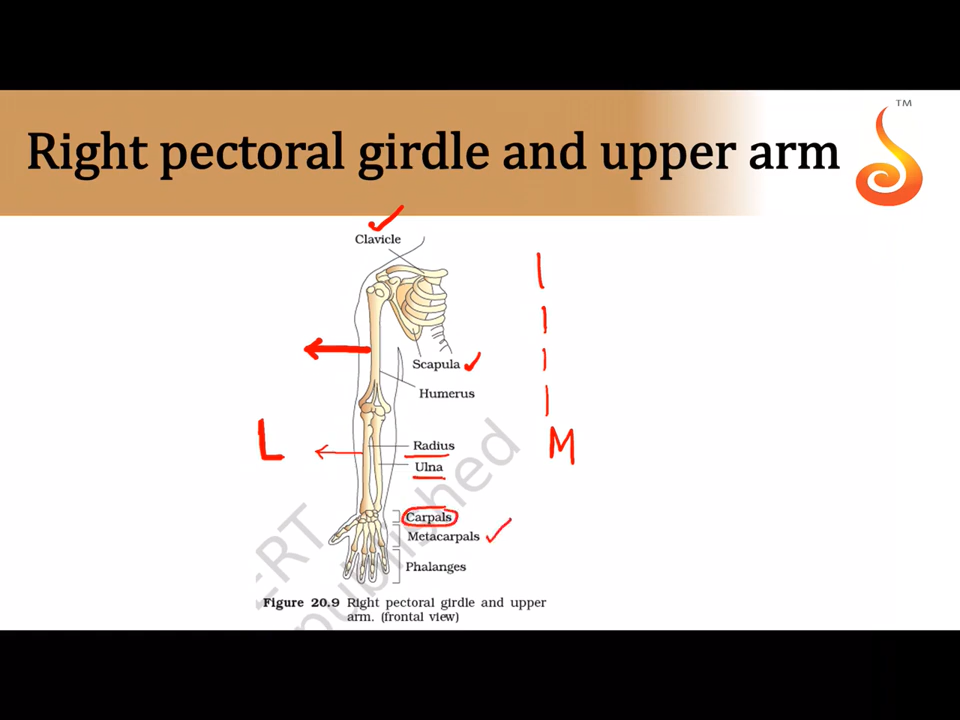 Right pectoral girdle and upper arm
TM
Clavicle
Scapula
Humerus
L
M
Radius
Ulna
Carpals
Metacarpals
Phalanges
Figure 20.9 Right pectoral girdle and upper
arm. (frontal view)
published